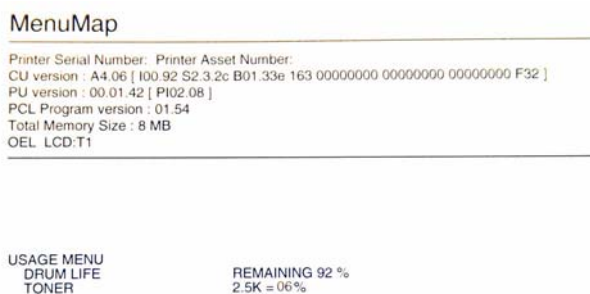 MenuMap
Printer Serial Number: Printer Asset Number:
CU version : A4.06 [ I00.92 S2.3.2c B01.33e 163 00000000 00000000 00000000 F32 ]
PU version : 00.01.42 [ PI02.08 ]
PCL Program version : 01.54
Total Memory Size : 8 MB
OEL LCD:T1
USAGE MENU
DRUM LIFE REMAINING 92 %
TONER 2.5K = 06%